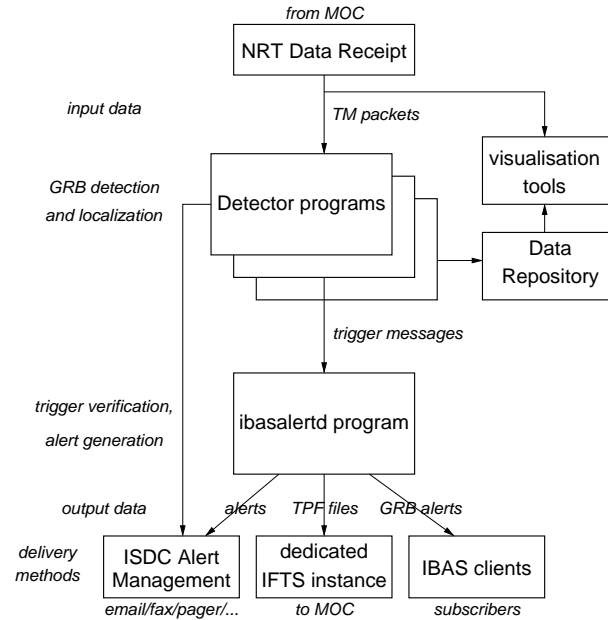 from MOC
NRT Data Receipt
input data
TM packets
visualisation
tools
GRB detection
and localization
Detector programs
Data
Repository
trigger messages
trigger verification,
alert generation
ibasalertd program
output data
alerts
TPF files
GRB alerts
delivery
methods
ISDC Alert
Management
dedicated
IFTS instance
IBAS clients
email/fax/pager/...
to MOC
subscribers